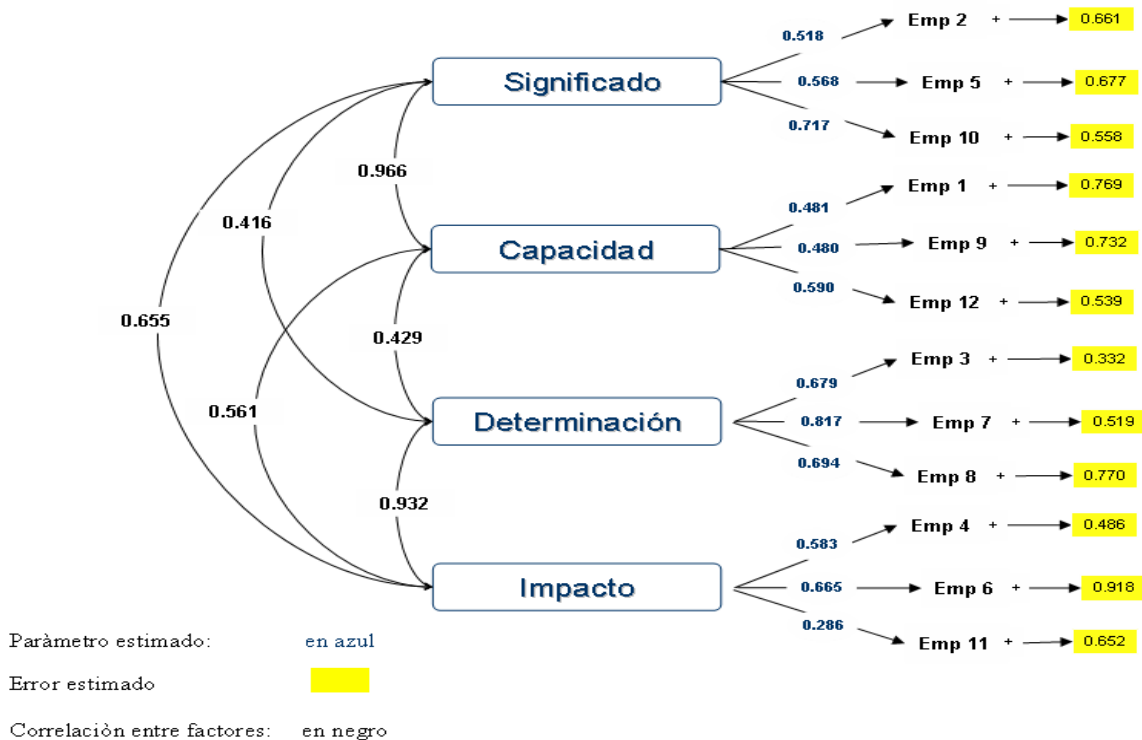 0.518 Emp 2 + 0.661
Significado 0.568 Emp 5 + 0.677
0.717 Emp 10 + 0.558
0.966
0.416
0.481 Emp 1 + 0.769
Capacidad 0.480 Emp 9 + 0.732
0.590 Emp 12 + 0.539
0.655
0.429
0.561
0.679 Emp 3 + 0.332
Determinación 0.817 Emp 7 + 0.519
0.694 Emp 8 + 0.770
0.932
0.583 Emp 4 + 0.486
Impacto 0.665 Emp 6 + 0.918
0.286 Emp 11 + 0.652
Paràmetro estimado: en azul
Error estimado
Correlaciòn entre factores: en negro